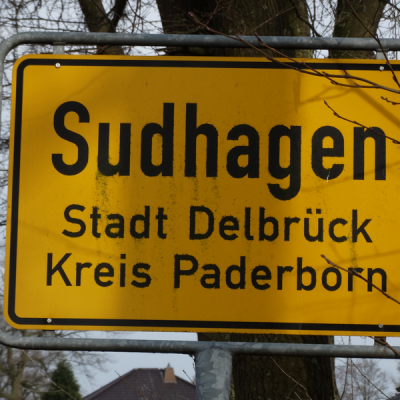 Sudhagen
Stadt Delbrück
Kreis Paderborn